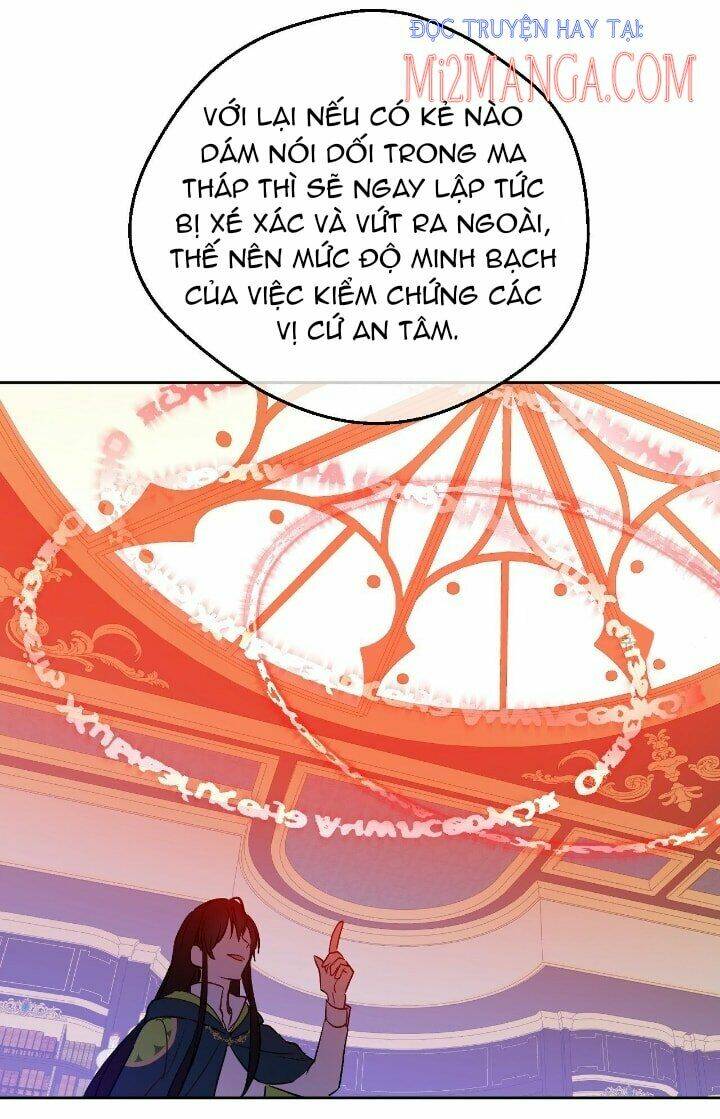 ĐỌC TRUYỆN HAY TẠI:
MI2MANGA.COM
VỚI LẠI NẾU CÓ KẺ NÀO
DÁM NÓI DỐI TRONG MA
THÁP THÌ SẼ NGAY LẬP TỨC
BỊ XÉ XÁC VÀ VỨT RA NGOÀI,
THẾ NÊN MỨC ĐỘ MINH BẠCH
CỦA VIỆC KIỂM CHỨNG CÁC
VỊ CỨ AN TÂM.